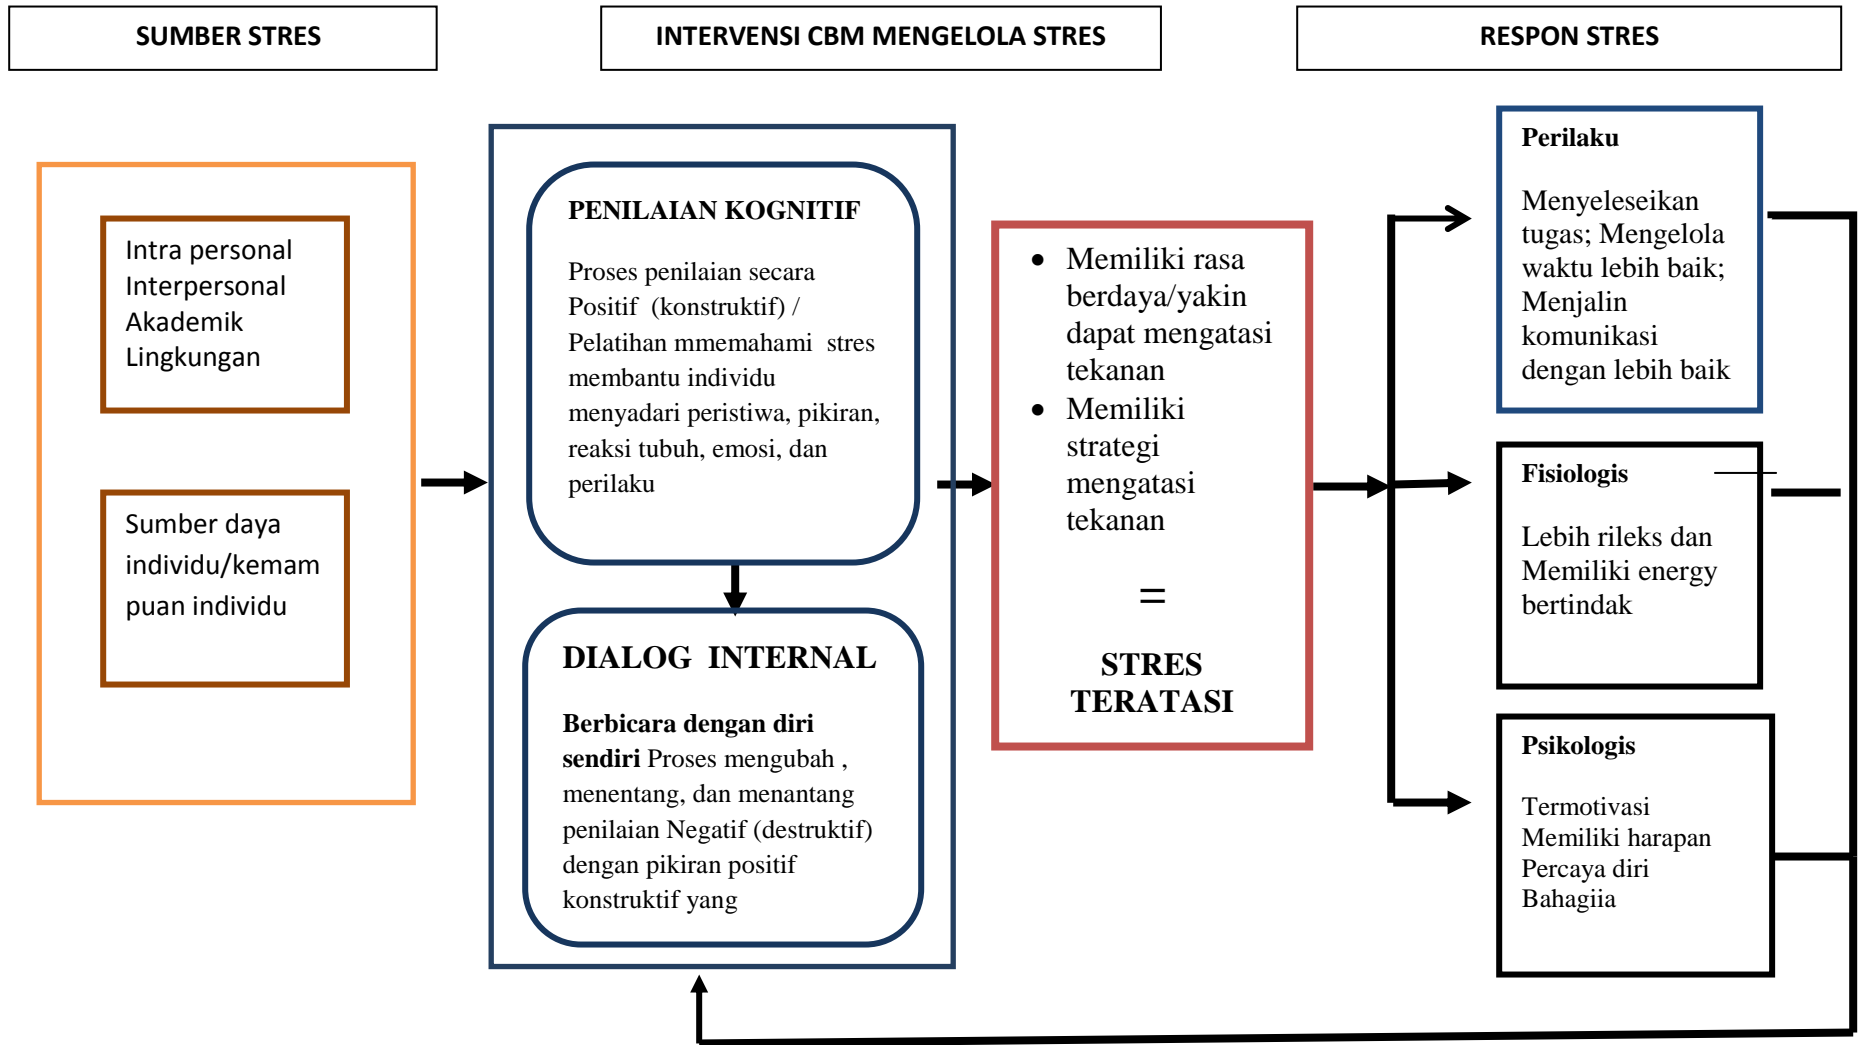 SUMBER STRES
INTERVENSI CBM MENGELOLA STRES
RESPON STRES
Intra personal
Interpersonal
Akademik
Lingkungan
Sumber daya
individu/kemam
puan individu
PENILAIAN KOGNITIF
Proses penilaian secara
Positif (konstruktif) /
Pelatihan mmemahami stres
membantu individu
menyadari peristiwa, pikiran,
reaksi tubuh, emosi, dan
perilaku
DIALOG INTERNAL
Berbicara dengan diri
sendiri Proses mengubah ,
menentang, dan menantang
penilaian Negatif (destruktif)
dengan pikiran positif
konstruktif yang
• Memiliki rasa
berdaya/yakin
dapat mengatasi
tekanan
• Memiliki
strategi
mengatasi
tekanan
=
STRES
TERATASI
Perilaku
Menyeleseikan
tugas; Mengelola
waktu lebih baik;
Menjalin
komunikasi
dengan lebih baik
Fisiologis
Lebih rileks dan
Memiliki energy
bertindak
Psikologis
Termotivasi
Memiliki harapan
Percaya diri
Bahagiia